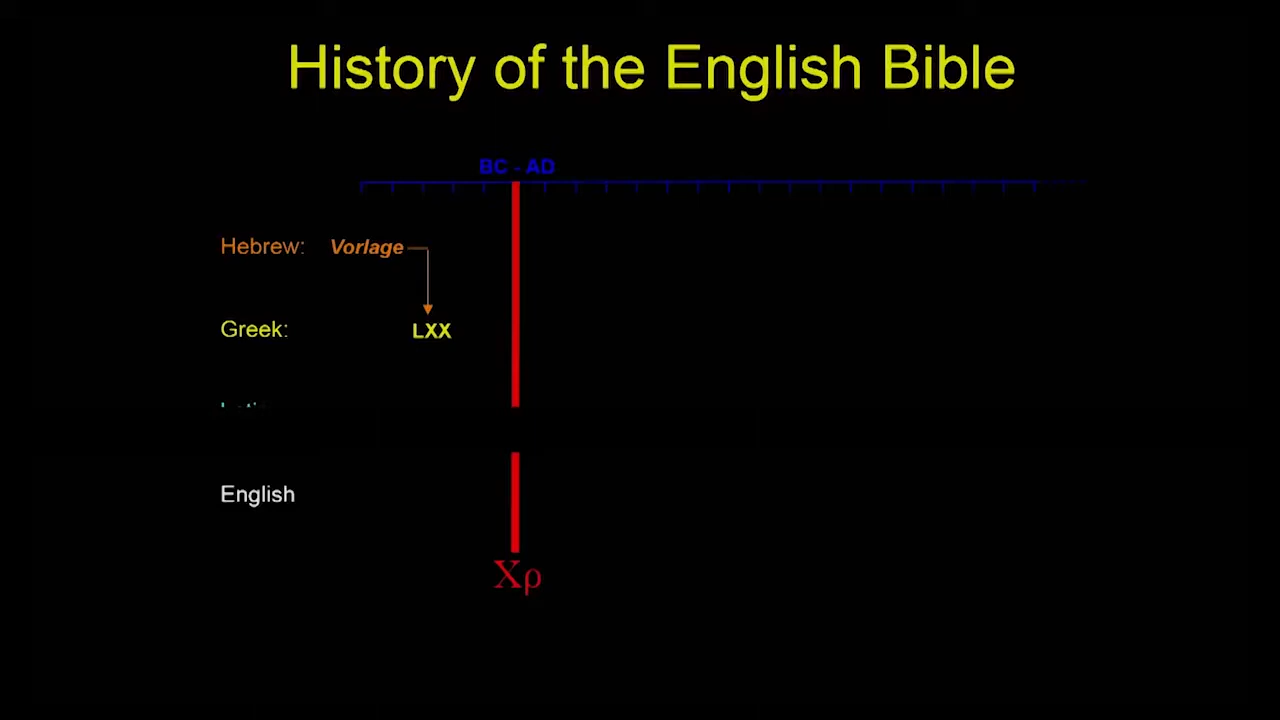 History of the English Bible
BC - AD
Hebrew: Vorlage
Greek: LXX
English
Χρ